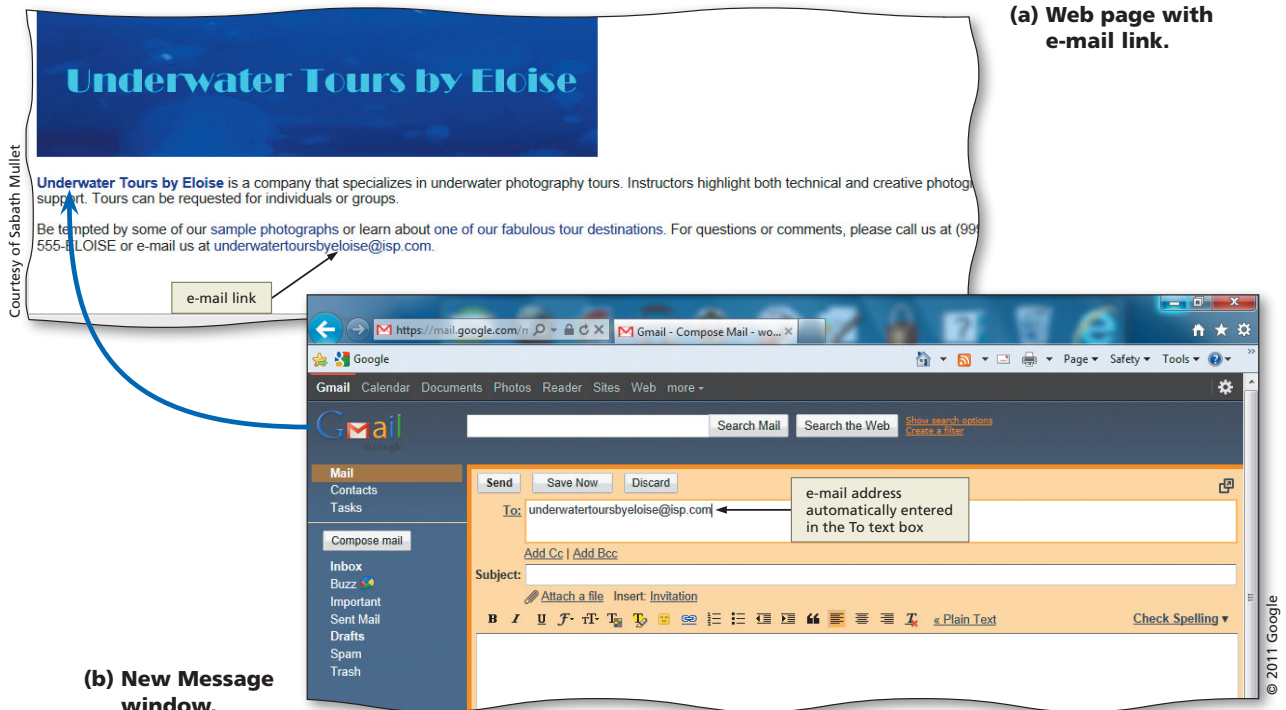 (a) Web page with
e-mail link.
Underwater Tours by Eloise
Courtesy of Sabath Mullet
Underwater Tours by Eloise is a company that specializes in underwater photography tours. Instructors highlight both technical and creative photogr
support. Tours can be requested for individuals or groups.
Be tempted by some of our sample photographs or learn about one of our fabulous tour destinations. For questions or comments, please call us at (999
555-ELOISE or e-mail us at underwatertoursbyeloise@isp.com.
e-mail link
https://mail.google.com/n
Gmail - Compose Mail - wo...
Google
Page Safety Tools
Gmail Calendar Documents Photos Reader Sites Web more
Gmail
by Google
Search Mail Search the Web
Show search options
Create a filter
Mail
Contacts
Tasks
Compose mail
Inbox
Buzz
Important
Sent Mail
Drafts
Spam
Trash
Send Save Now Discard
To: underwatertoursbyeloise@isp.com
e-mail address
automatically entered
in the To text box
Add Cc | Add Bcc
Subject:
Attach a file Insert: Invitation
B I U « Plain Text Check Spelling
(b) New Message
window.
© 2011 Google